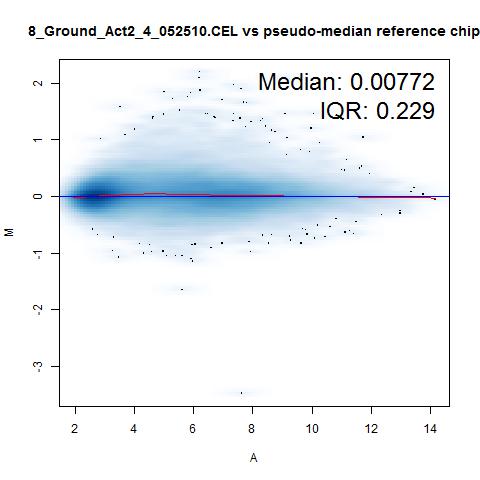 8_Ground_Act2_4_052510.CEL vs pseudo-median reference chip
Median: 0.00772
IQR: 0.229
2
1
0
-1
-2
-3
M
2 4 6 8 10 12 14
A